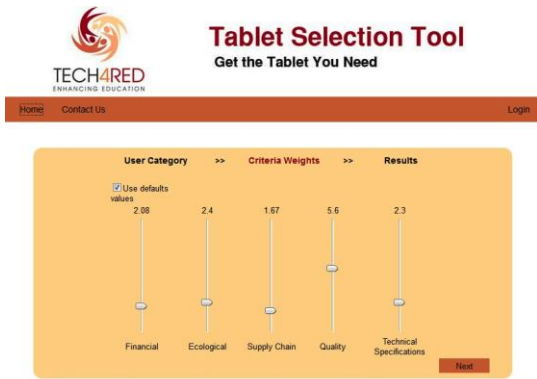 Tablet Selection Tool
Get the Tablet You Need
TECH4RED
ENHANCING EDUCATION
Home Contact Us Login
User Category >> Criteria Weights >> Results
Use defaults
values
2.08 2.4 1.67 5.6 2.3
Financial Ecological Supply Chain Quality Technical
Specifications
Next